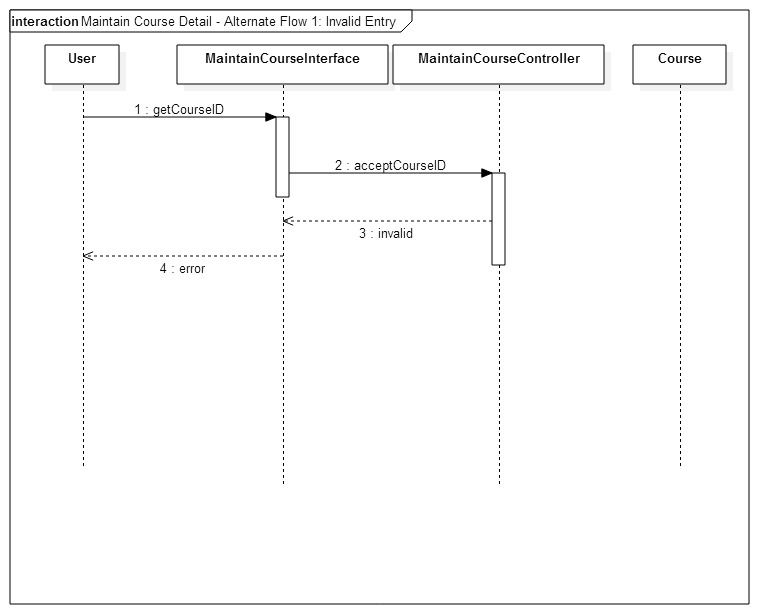 interaction Maintain Course Detail - Alternate Flow 1: Invalid Entry
User
MaintainCourseInterface
MaintainCourseController
Course
1 : getCourseID
2 : acceptCourseID
3 : invalid
4 : error